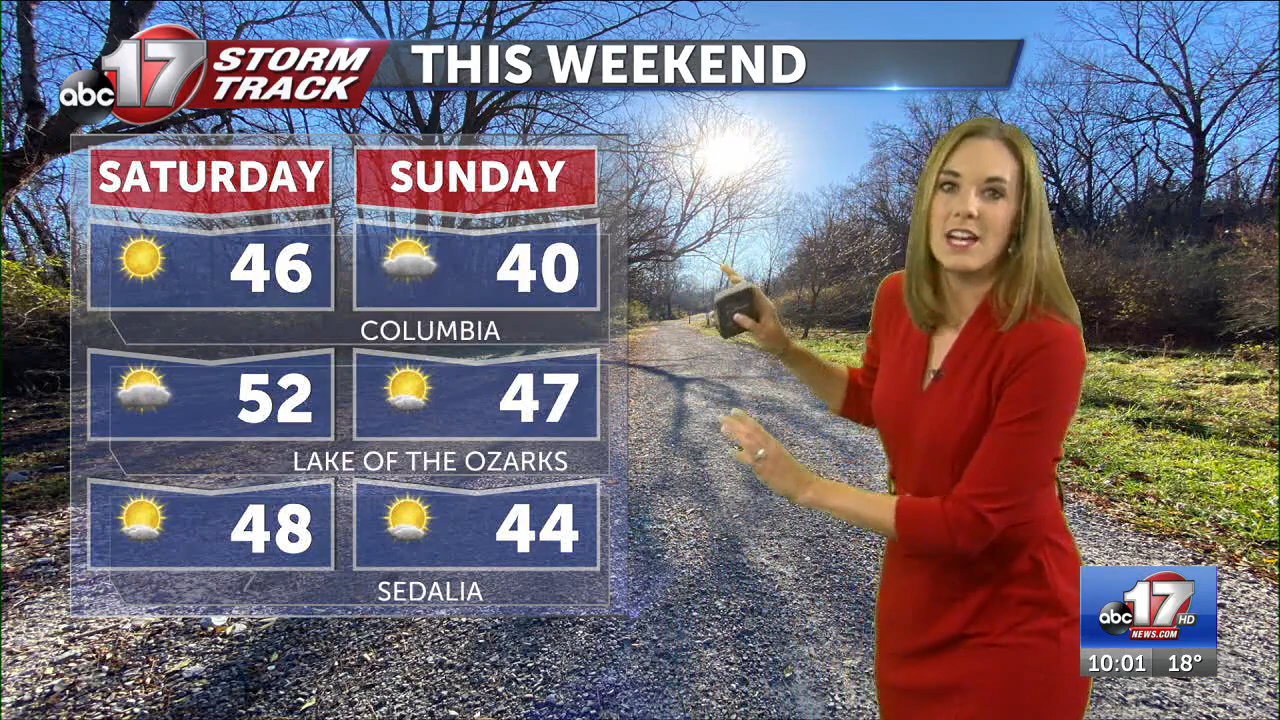 abc 17 STORM TRACK
THIS WEEKEND
SATURDAY SUNDAY
46 40
COLUMBIA
52 47
LAKE OF THE OZARKS
48 44
SEDALIA
abc 17 HD
NEWS.COM
10:01 18°